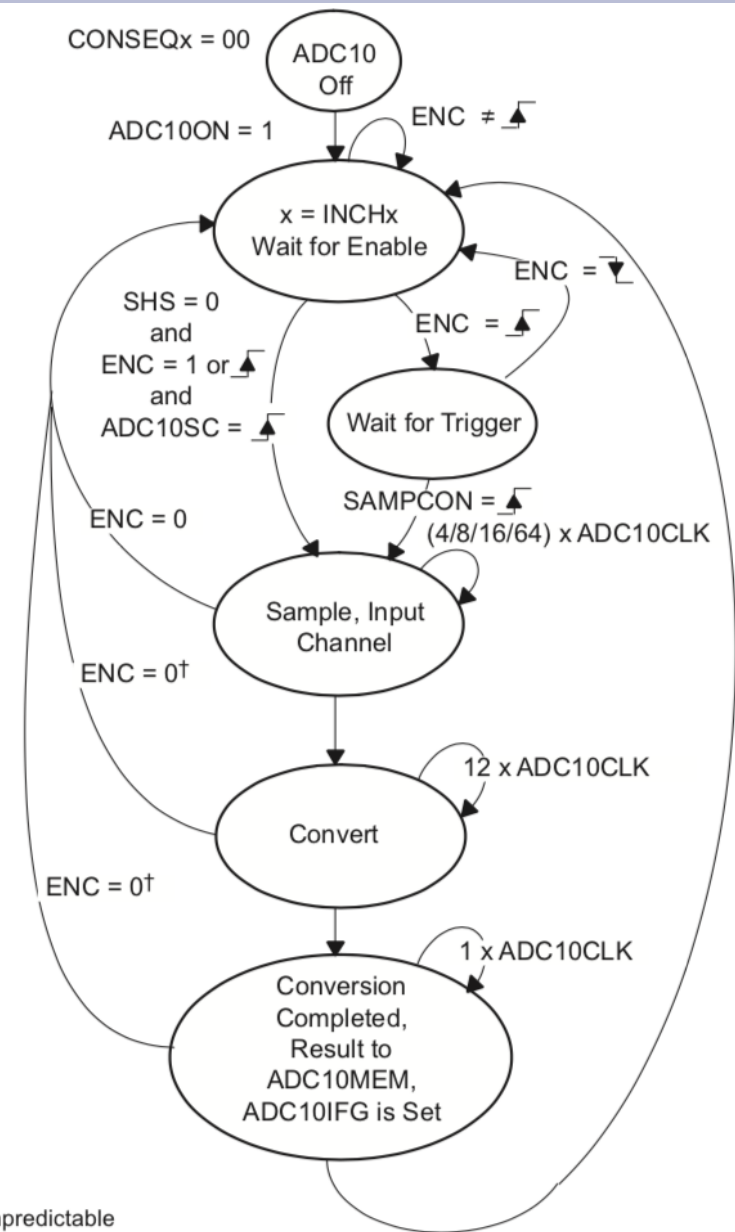 CONSEQx = 00
ADC10
Off
ADC10ON = 1
ENC ≠
x = INCHx
Wait for Enable
ENC =
SHS = 0
and
ENC = 1 or
and
ADC10SC =
ENC =
Wait for Trigger
SAMPCON =
(4/8/16/64) x ADC10CLK
ENC = 0
Sample, Input
Channel
ENC = 0†
12 x ADC10CLK
Convert
ENC = 0†
1 x ADC10CLK
Conversion
Completed,
Result to
ADC10MEM,
ADC10IFG is Set